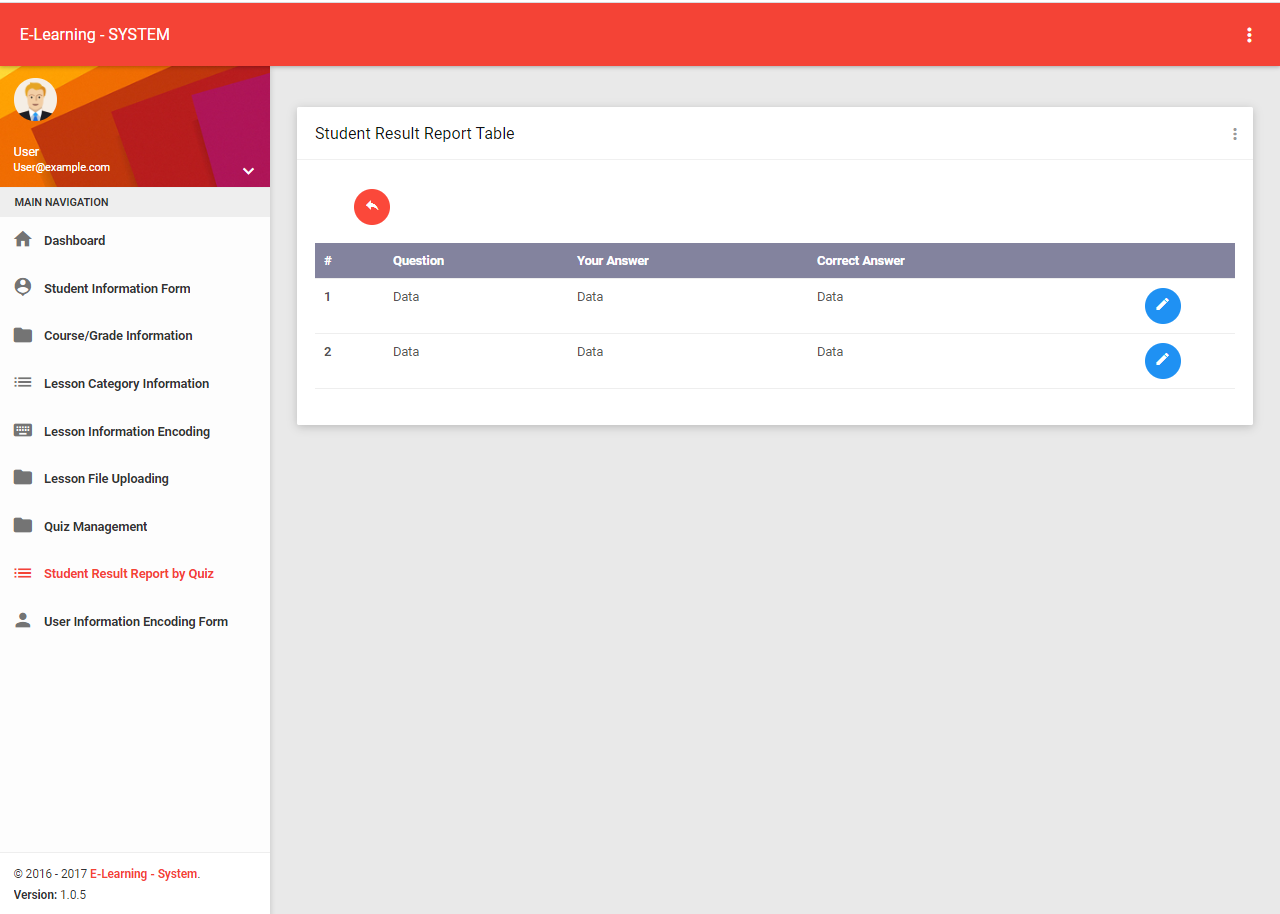 E-Learning - SYSTEM
User
User@example.com
MAIN NAVIGATION
Dashboard
Student Information Form
Course/Grade Information
Lesson Category Information
Lesson Information Encoding
Lesson File Uploading
Quiz Management
Student Result Report by Quiz
User Information Encoding Form
© 2016 - 2017 E-Learning - System.
Version: 1.0.5
Student Result Report Table
# Question Your Answer Correct Answer
1 Data Data Data
2 Data Data Data